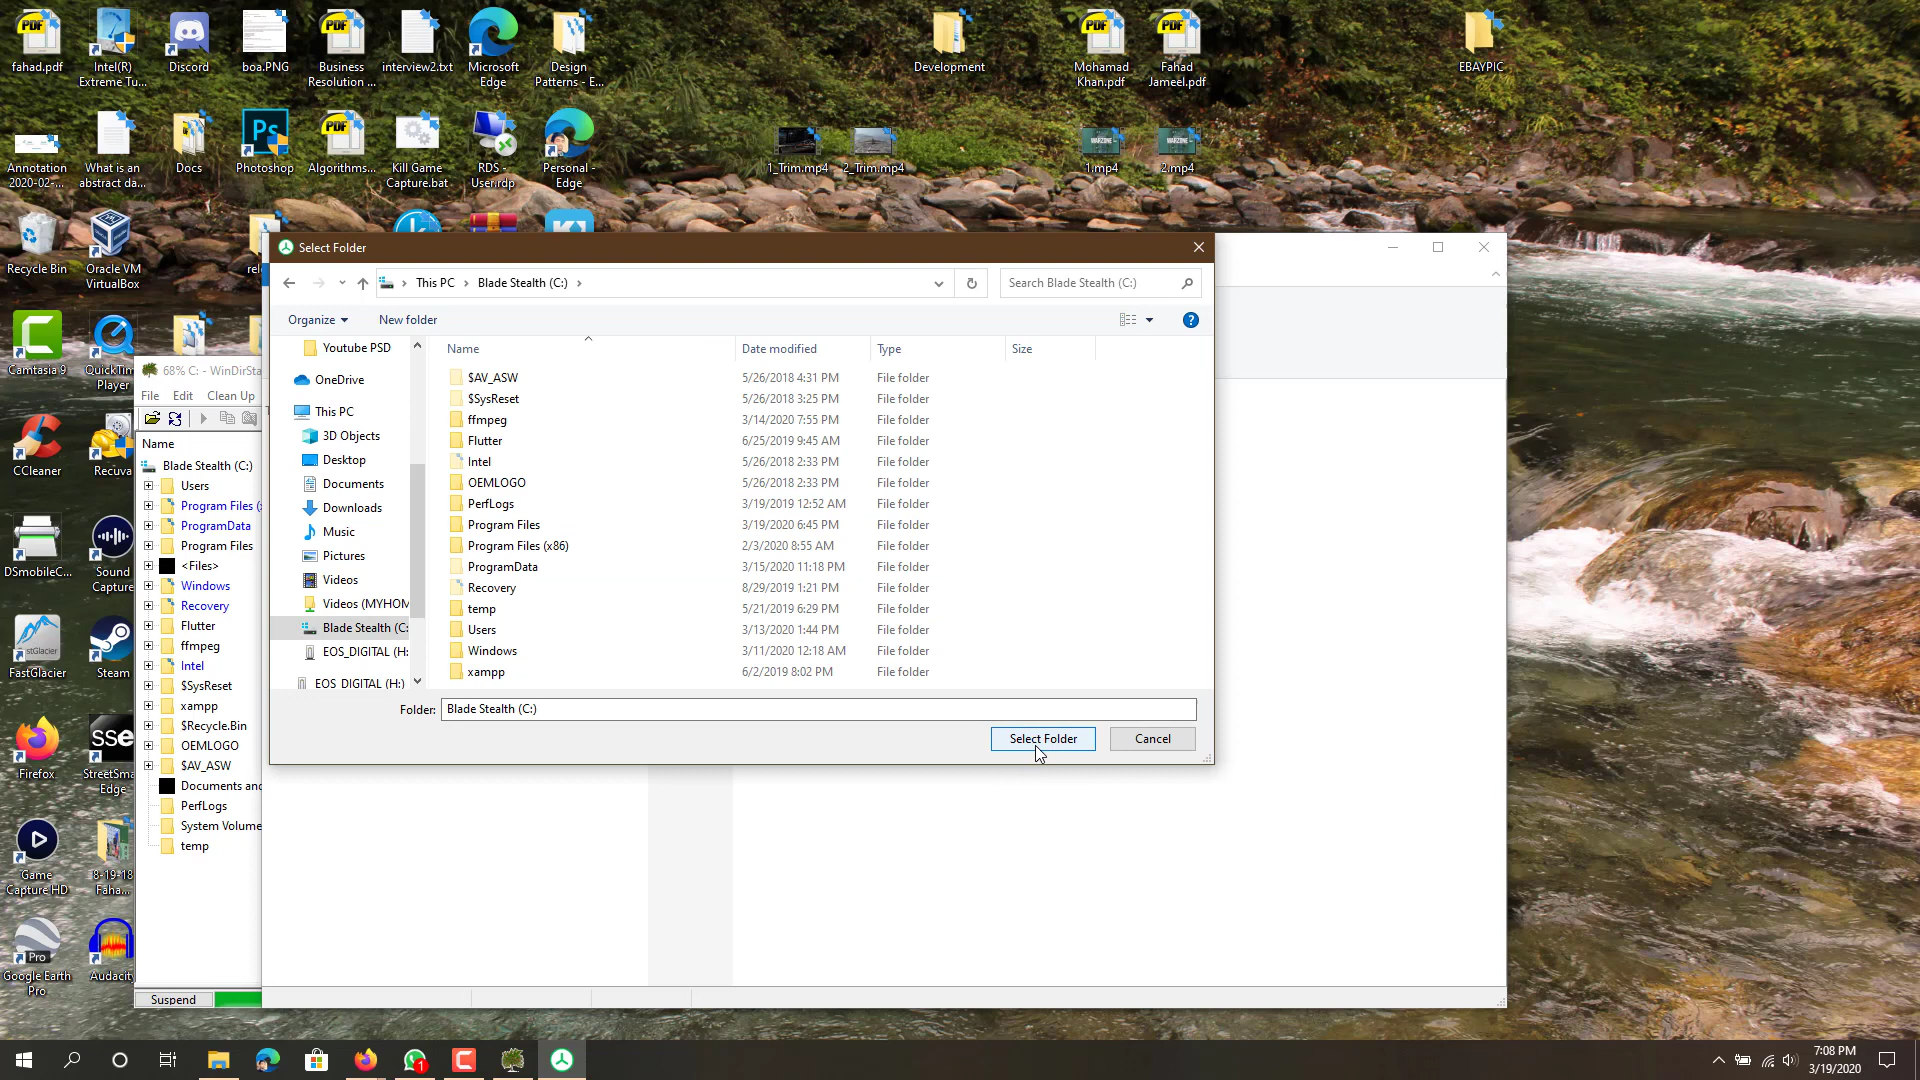 fahad.pdf
Intel(R)
Extreme Tu...
Discord
boa.PNG
Business
Resolution ...
interview2.txt
Microsoft
Edge
Design
Patterns - E...
Development
Mohamad
Khan.pdf
Fahad
Jameel.pdf
EBAYPIC
Annotation
2020-02-...
What is an
abstract da...
Docs
Photoshop
Algorithms...
Kill Game
Capture.bat
RDS -
User.rdp
Personal -
Edge
1_Trim.mp4
2_Trim.mp4
1.mp4
2.mp4
Recycle Bin
Oracle VM
VirtualBox
Camtasia 9
QuickTim
Player
CCleaner
Recuva
DSmobileC...
Sound
Capture
FastGlacier
Steam
Firefox
StreetSma
Edge
Game
Capture HD
8-19-18
Faha...
Google Earth
Pro
Audacity
Select Folder
This PC > Blade Stealth (C:) >
Search Blade Stealth (C:)
Organize
New folder
Youtube PSD
OneDrive
This PC
3D Objects
Desktop
Documents
Downloads
Music
Pictures
Videos
Videos (MYHOM
Blade Stealth (C:
EOS_DIGITAL (H:
EOS_DIGITAL (H:)
Name Date modified Type Size
$AV_ASW 5/26/2018 4:31 PM File folder
$SysReset 5/26/2018 3:25 PM File folder
ffmpeg 3/14/2020 7:55 PM File folder
Flutter 6/25/2019 9:45 AM File folder
Intel 5/26/2018 2:33 PM File folder
OEMLOGO 5/26/2018 2:33 PM File folder
PerfLogs 3/19/2019 12:52 AM File folder
Program Files 3/19/2020 6:45 PM File folder
Program Files (x86) 2/3/2020 8:55 AM File folder
ProgramData 3/15/2020 11:18 PM File folder
Recovery 8/29/2019 1:21 PM File folder
temp 5/21/2019 6:29 PM File folder
Users 3/13/2020 1:44 PM File folder
Windows 3/11/2020 12:18 AM File folder
xampp 6/2/2019 8:02 PM File folder
Folder: Blade Stealth (C:)
Select Folder
Cancel
68% C: - WinDirSta
File Edit Clean Up
Name
Blade Stealth (C:)
Users
Program Files (x
ProgramData
Program Files
<Files>
Windows
Recovery
Flutter
ffmpeg
Intel
$SysReset
xampp
$Recycle.Bin
OEMLOGO
$AV_ASW
Documents and
PerfLogs
System Volume
temp
Suspend
7:08 PM
3/19/2020